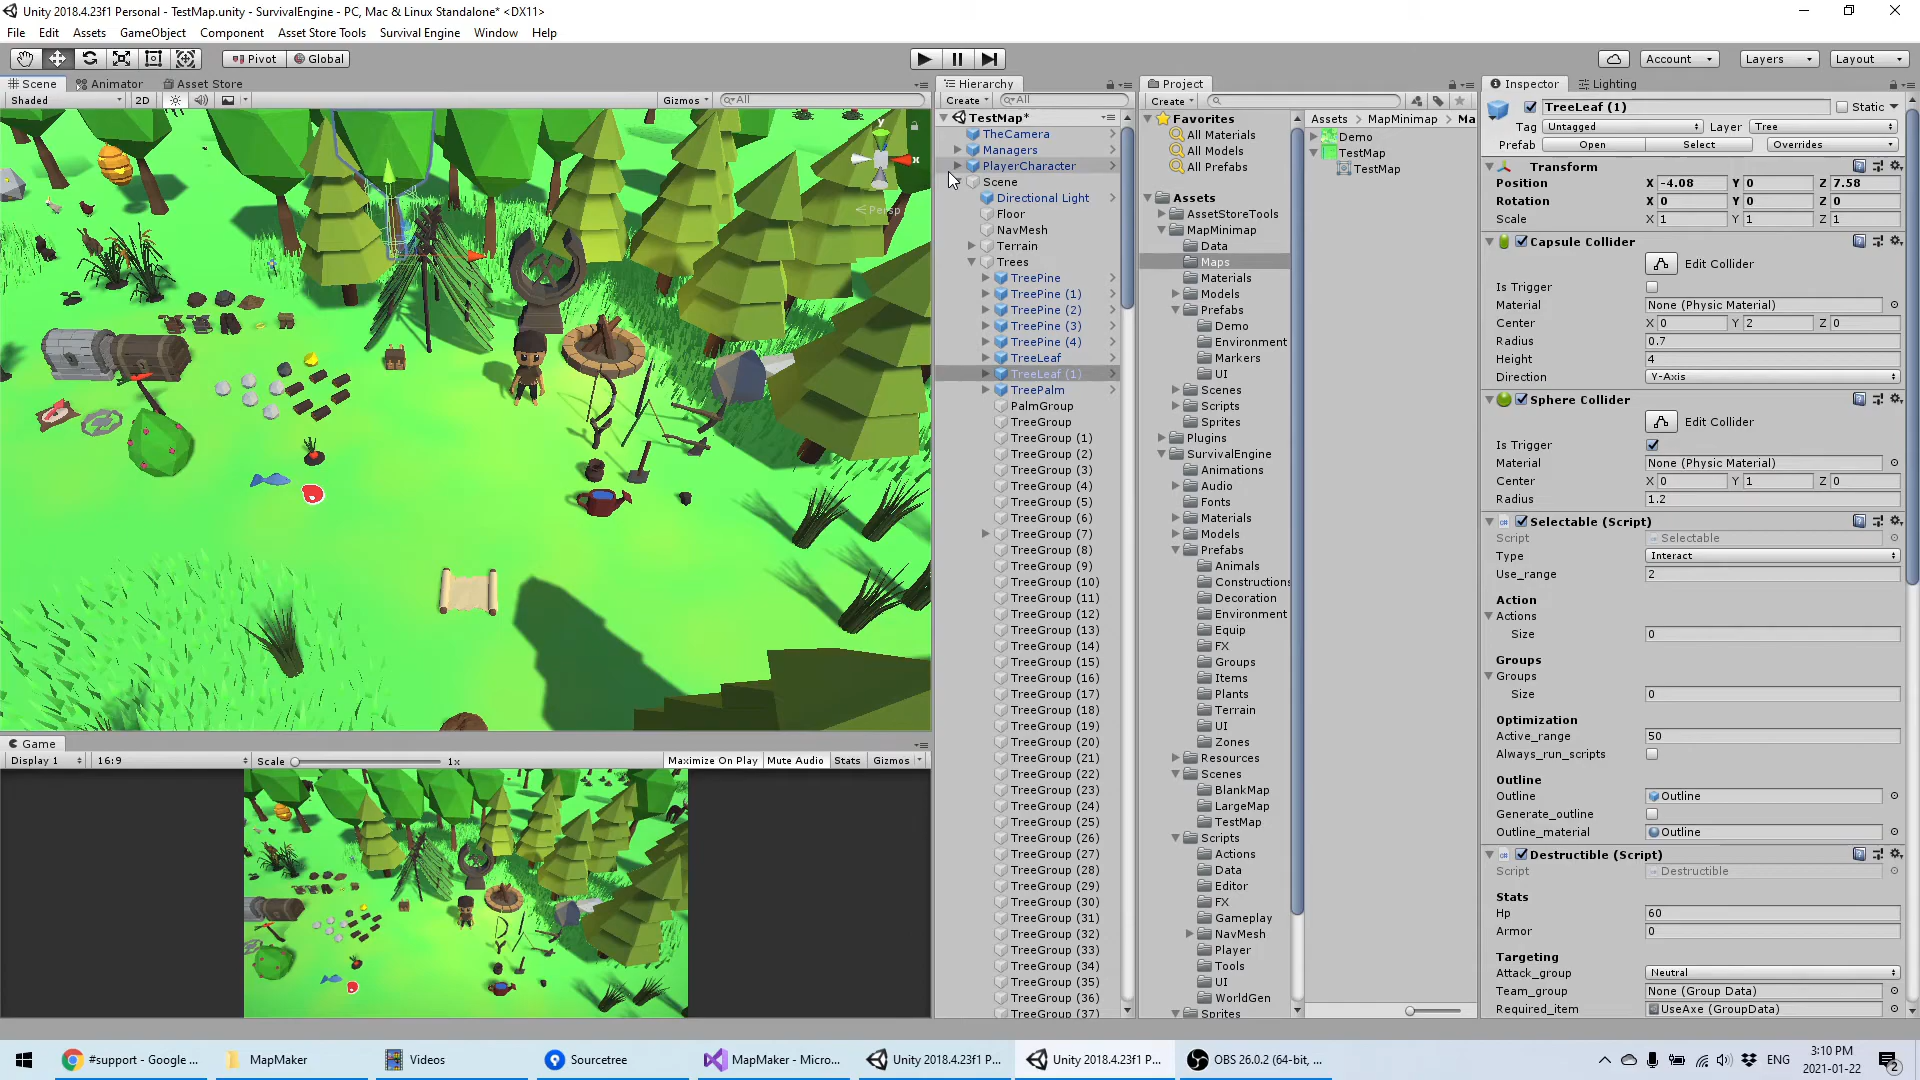 Unity 2018.4.23f1 Personal - TestMap.unity - SurvivalEngine - PC, Mac & Linux Standalone* <DX11>
File Edit Assets GameObject Component Asset Store Tools Survival Engine Window Help
Pivot Global
Account Layers Layout
Scene Animator Asset Store
Shaded 2D Gizmos All
y
x
Persp
Game
Display 1 16:9 Scale 1x Maximize On Play Mute Audio Stats Gizmos
Hierarchy
Create All
TestMap*
TheCamera
Managers
PlayerCharacter
Scene
Directional Light
Floor
NavMesh
Terrain
Trees
TreePine
TreePine (1)
TreePine (2)
TreePine (3)
TreePine (4)
TreeLeaf
TreeLeaf (1)
TreePalm
PalmGroup
TreeGroup
TreeGroup (1)
TreeGroup (2)
TreeGroup (3)
TreeGroup (4)
TreeGroup (5)
TreeGroup (6)
TreeGroup (7)
TreeGroup (8)
TreeGroup (9)
TreeGroup (10)
TreeGroup (11)
TreeGroup (12)
TreeGroup (13)
TreeGroup (14)
TreeGroup (15)
TreeGroup (16)
TreeGroup (17)
TreeGroup (18)
TreeGroup (19)
TreeGroup (20)
TreeGroup (21)
TreeGroup (22)
TreeGroup (23)
TreeGroup (24)
TreeGroup (25)
TreeGroup (26)
TreeGroup (27)
TreeGroup (28)
TreeGroup (29)
TreeGroup (30)
TreeGroup (31)
TreeGroup (32)
TreeGroup (33)
TreeGroup (34)
TreeGroup (35)
TreeGroup (36)
TreeGroup (37)
Project
Create
Favorites
All Materials
All Models
All Prefabs
Assets
AssetStoreTools
MapMinimap
Data
Maps
Materials
Models
Prefabs
Demo
Environment
Markers
UI
Scenes
Scripts
Sprites
Plugins
SurvivalEngine
Animations
Audio
Fonts
Materials
Models
Prefabs
Animals
Constructions
Decoration
Environment
Equip
FX
Groups
Items
Plants
Terrain
UI
Zones
Resources
Scenes
BlankMap
LargeMap
TestMap
Scripts
Actions
Data
Editor
FX
Gameplay
NavMesh
Player
Tools
UI
WorldGen
Sprites
Assets MapMinimap Ma
Demo
TestMap
TestMap
Inspector Lighting
TreeLeaf (1) Static
Tag Untagged Layer Tree
Prefab Open Select Overrides
Transform
Position X -4.08 Y 0 Z 7.58
Rotation X 0 Y 0 Z 0
Scale X 1 Y 1 Z 1
Capsule Collider
Edit Collider
Is Trigger
Material None (Physic Material)
Center X 0 Y 2 Z 0
Radius 0.7
Height 4
Direction Y-Axis
Sphere Collider
Edit Collider
Is Trigger
Material None (Physic Material)
Center X 0 Y 1 Z 0
Radius 1.2
Selectable (Script)
Script Selectable
Type Interact
Use_range 2
Action
Actions
Size 0
Groups
Groups
Size 0
Optimization
Active_range 50
Always_run_scripts
Outline
Outline Outline
Generate_outline
Outline_material Outline
Destructible (Script)
Script Destructible
Stats
Hp 60
Armor 0
Targeting
Attack_group Neutral
Team_group None (Group Data)
Required_item UseAxe (GroupData)
#support - Google ... MapMaker Videos Sourcetree MapMaker - Micro... Unity 2018.4.23f1 P... Unity 2018.4.23f1 P... OBS 26.0.2 (64-bit, ...
ENG 3:10 PM
2021-01-22
2